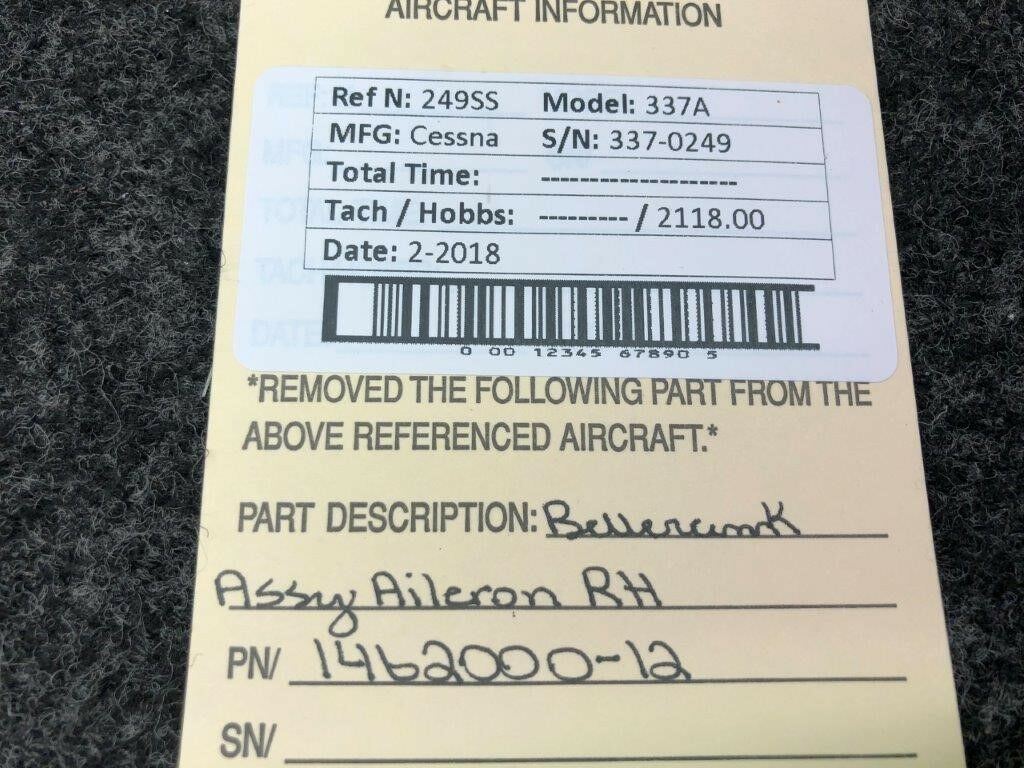 AIRCRAFT INFORMATION
Ref N: 249SS Model: 337A
MFG: Cessna S/N: 337-0249
Total Time: --------------------
Tach / Hobbs: --------- / 2118.00
Date: 2-2018
0 00 12345 67890 5
*REMOVED THE FOLLOWING PART FROM THE
ABOVE REFERENCED AIRCRAFT.*
PART DESCRIPTION: Bellcrank
Assy Aileron RH
PN/ 1462000-12
SN/